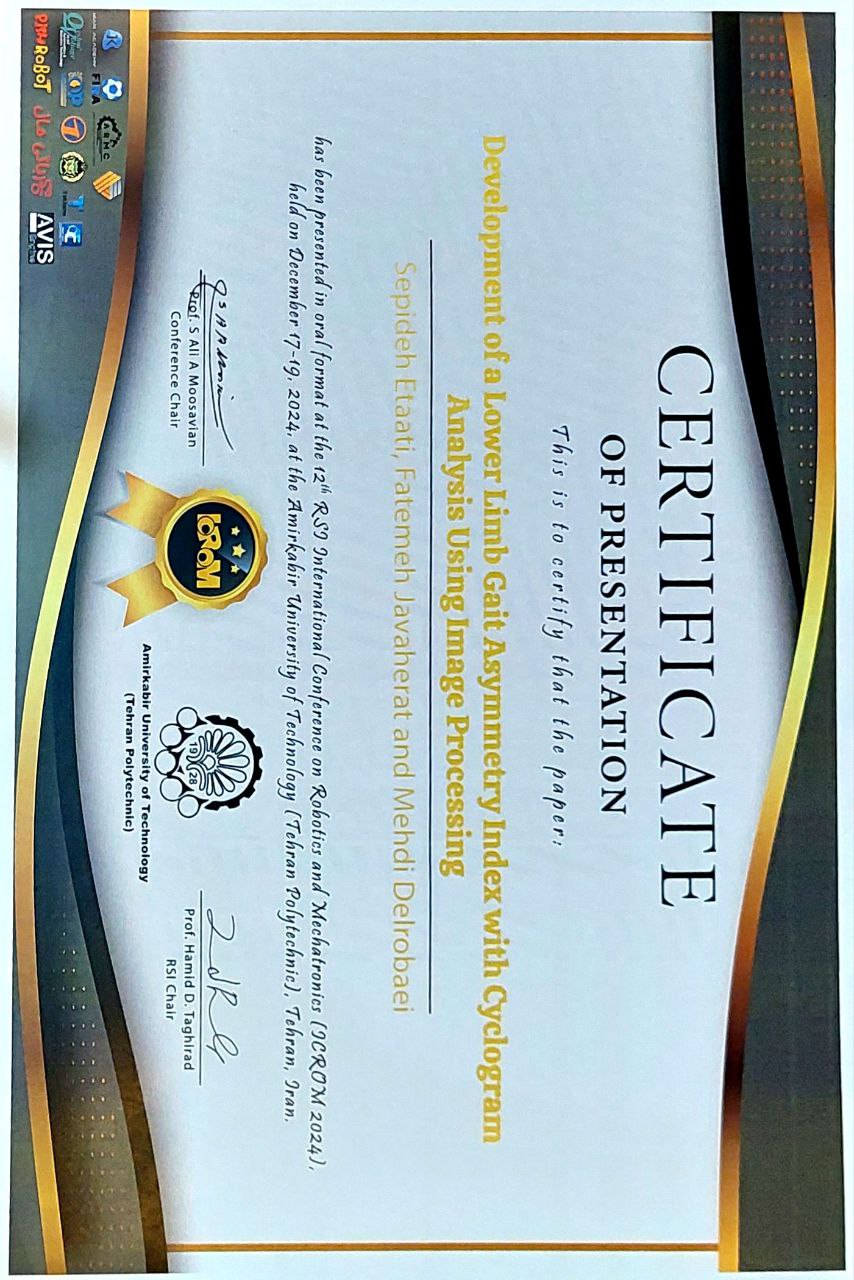 CERTIFICATE
OF PRESENTATION
This is to certify that the paper:
Development of a Lower Limb Gait Asymmetry Index with Cyclogram
Analysis Using Image Processing
Sepideh Etaati, Fatemeh Javaherat and Mehdi Delrobaei
has been presented in oral format at the 12th RSI International Conference on Robotics and Mechatronics (ICROM 2024),
held on December 17-19, 2024, at the Amirkabir University of Technology (Tehran Polytechnic), Tehran, Iran.
Prof. S Ali A Moosavian
Conference Chair
ICROM
19 28
Amirkabir University of Technology
(Tehran Polytechnic)
Prof. Hamid D. Taghirad
RSI Chair
FIRA
ARMC
ROBOT
مال
AVIS